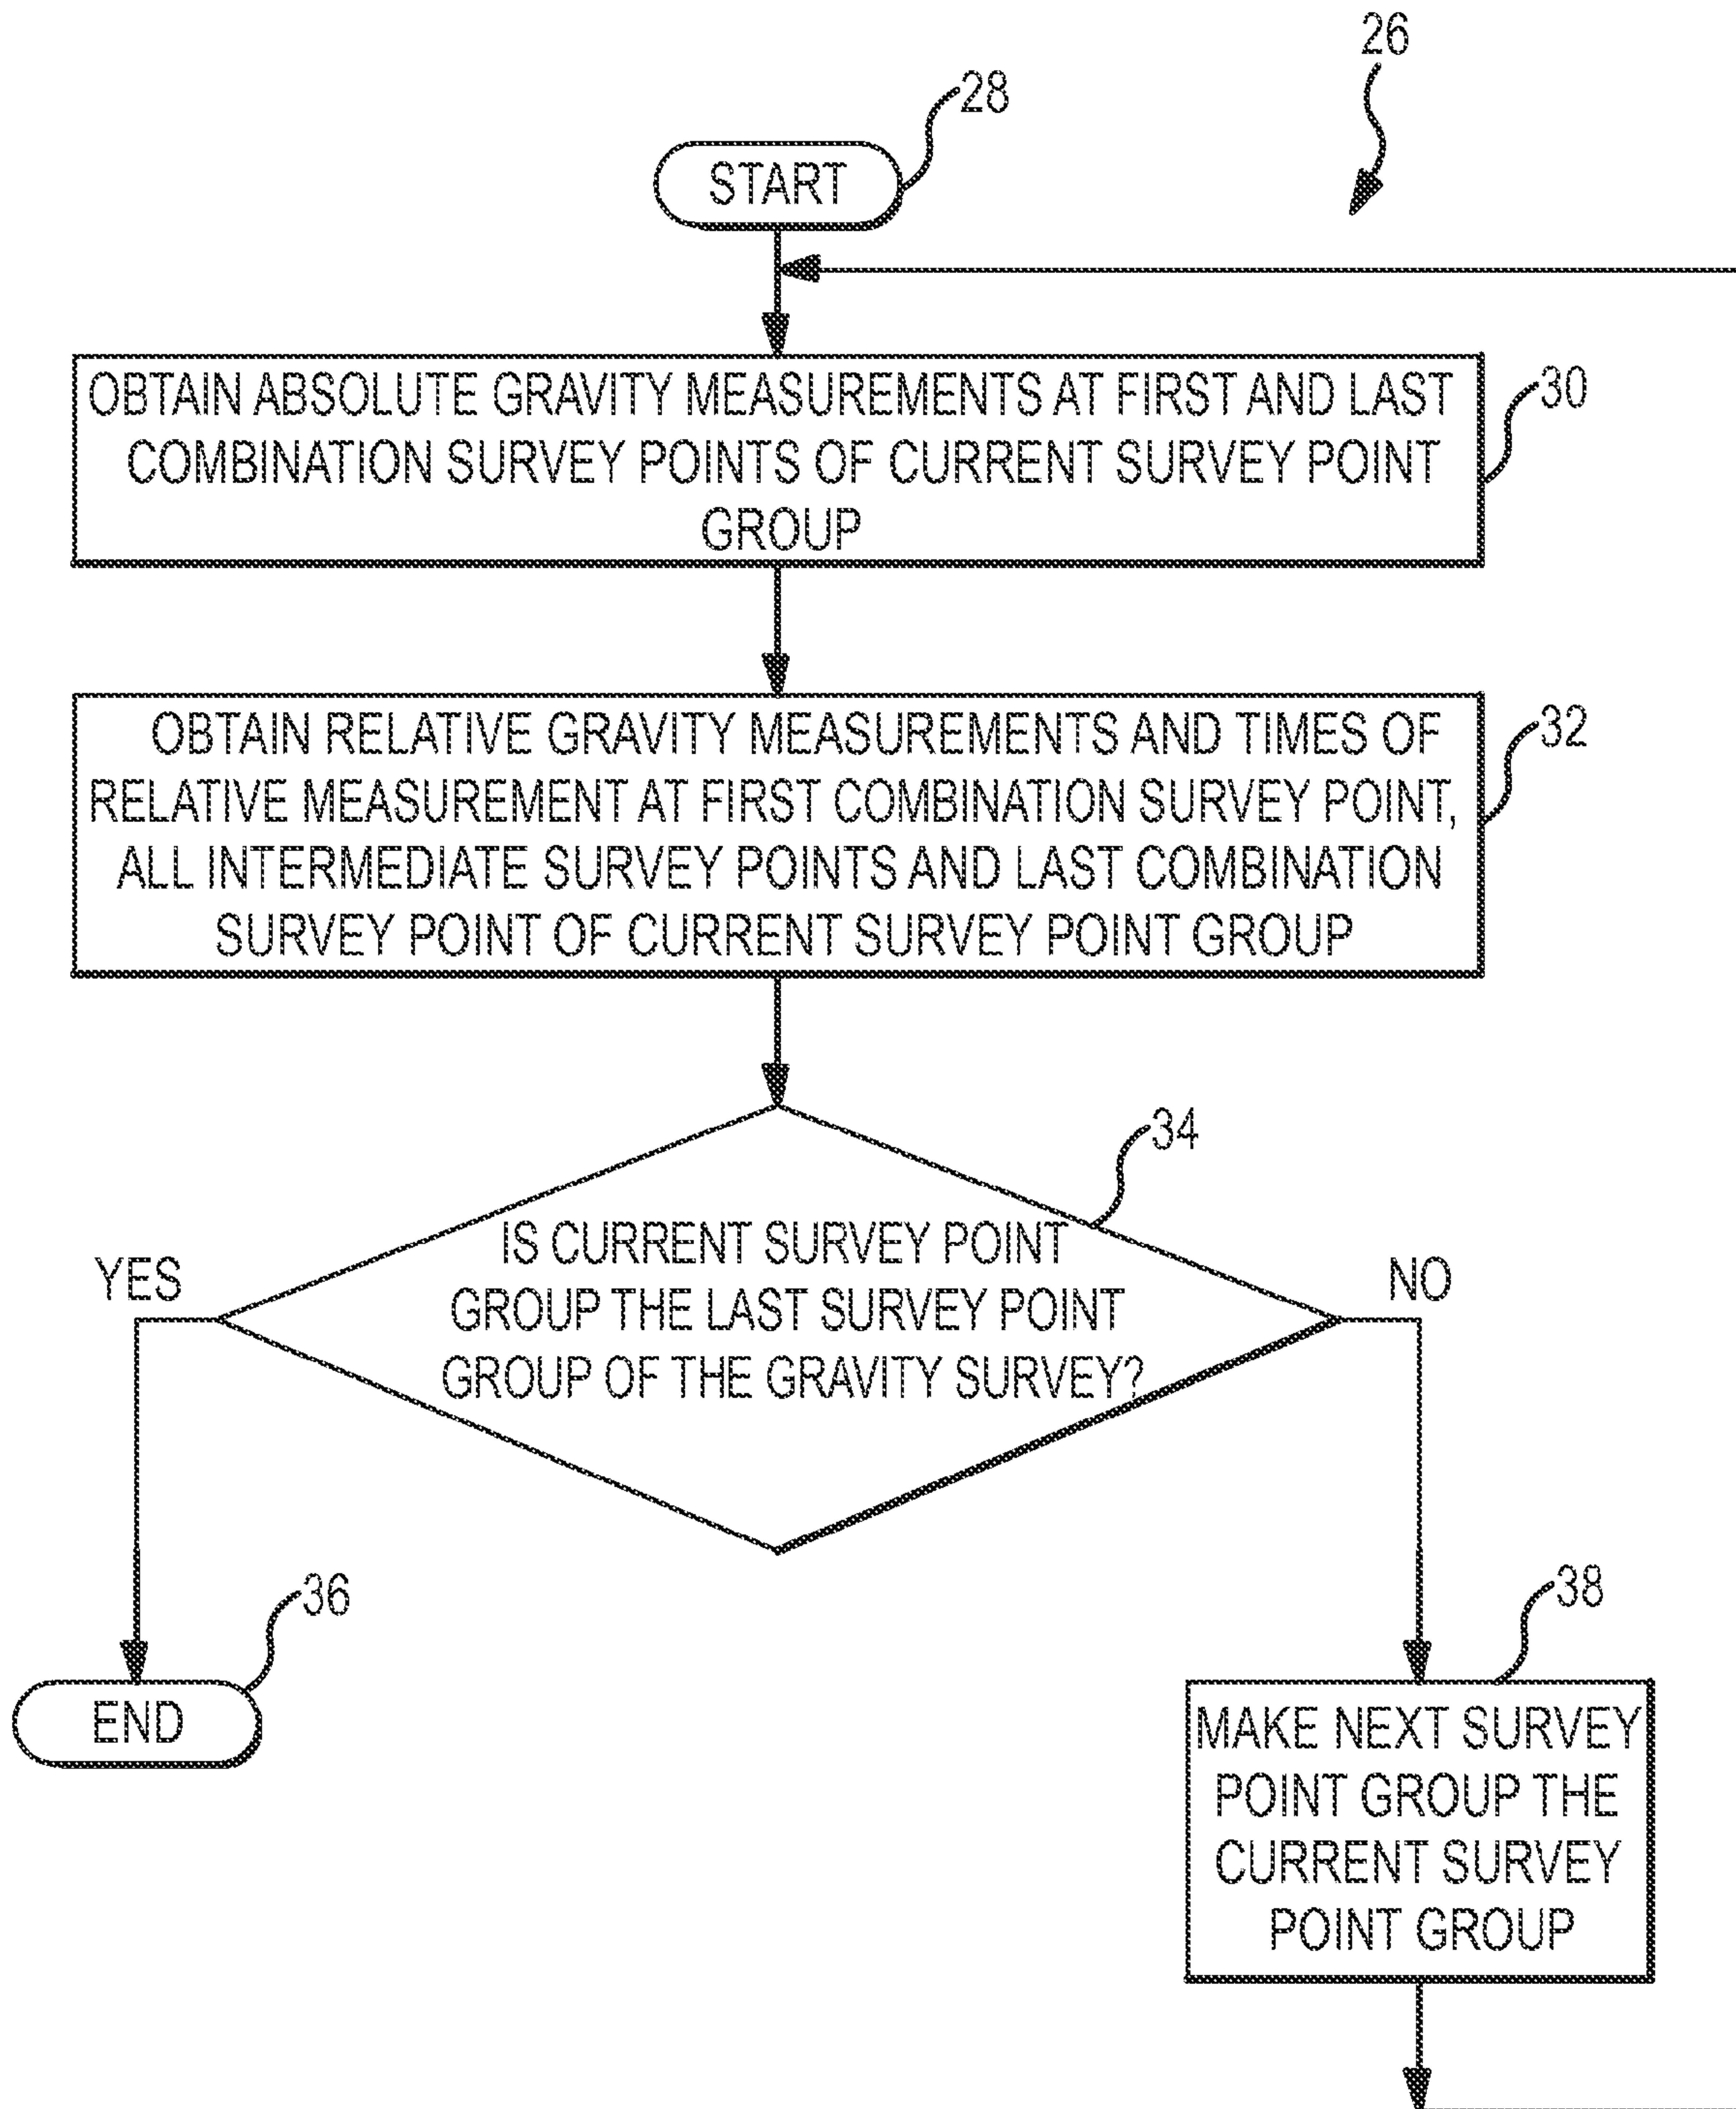 26
28
START
OBTAIN ABSOLUTE GRAVITY MEASUREMENTS AT FIRST AND LAST
COMBINATION SURVEY POINTS OF CURRENT SURVEY POINT
GROUP
30
OBTAIN RELATIVE GRAVITY MEASUREMENTS AND TIMES OF
RELATIVE MEASUREMENT AT FIRST COMBINATION SURVEY POINT,
ALL INTERMEDIATE SURVEY POINTS AND LAST COMBINATION
SURVEY POINT OF CURRENT SURVEY POINT GROUP
32
34
IS CURRENT SURVEY POINT
GROUP THE LAST SURVEY POINT
GROUP OF THE GRAVITY SURVEY?
YES
NO
36
END
38
MAKE NEXT SURVEY
POINT GROUP THE
CURRENT SURVEY
POINT GROUP